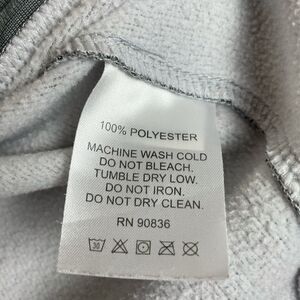 100% POLYESTER
MACHINE WASH COLD
DO NOT BLEACH.
TUMBLE DRY LOW.
DO NOT IRON.
DO NOT DRY CLEAN.
RN 90836